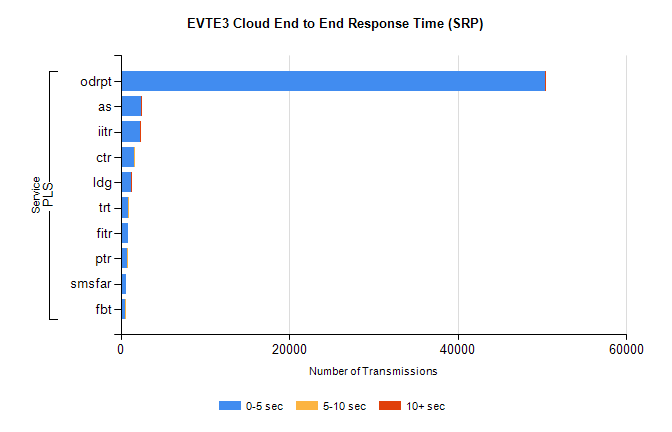 EVTE3 Cloud End to End Response Time (SRP)
Service
PLS
odrpt
as
iitr
ctr
ldg
trt
fitr
ptr
smsfar
fbt
0 20000 40000 60000
Number of Transmissions
0-5 sec 5-10 sec 10+ sec